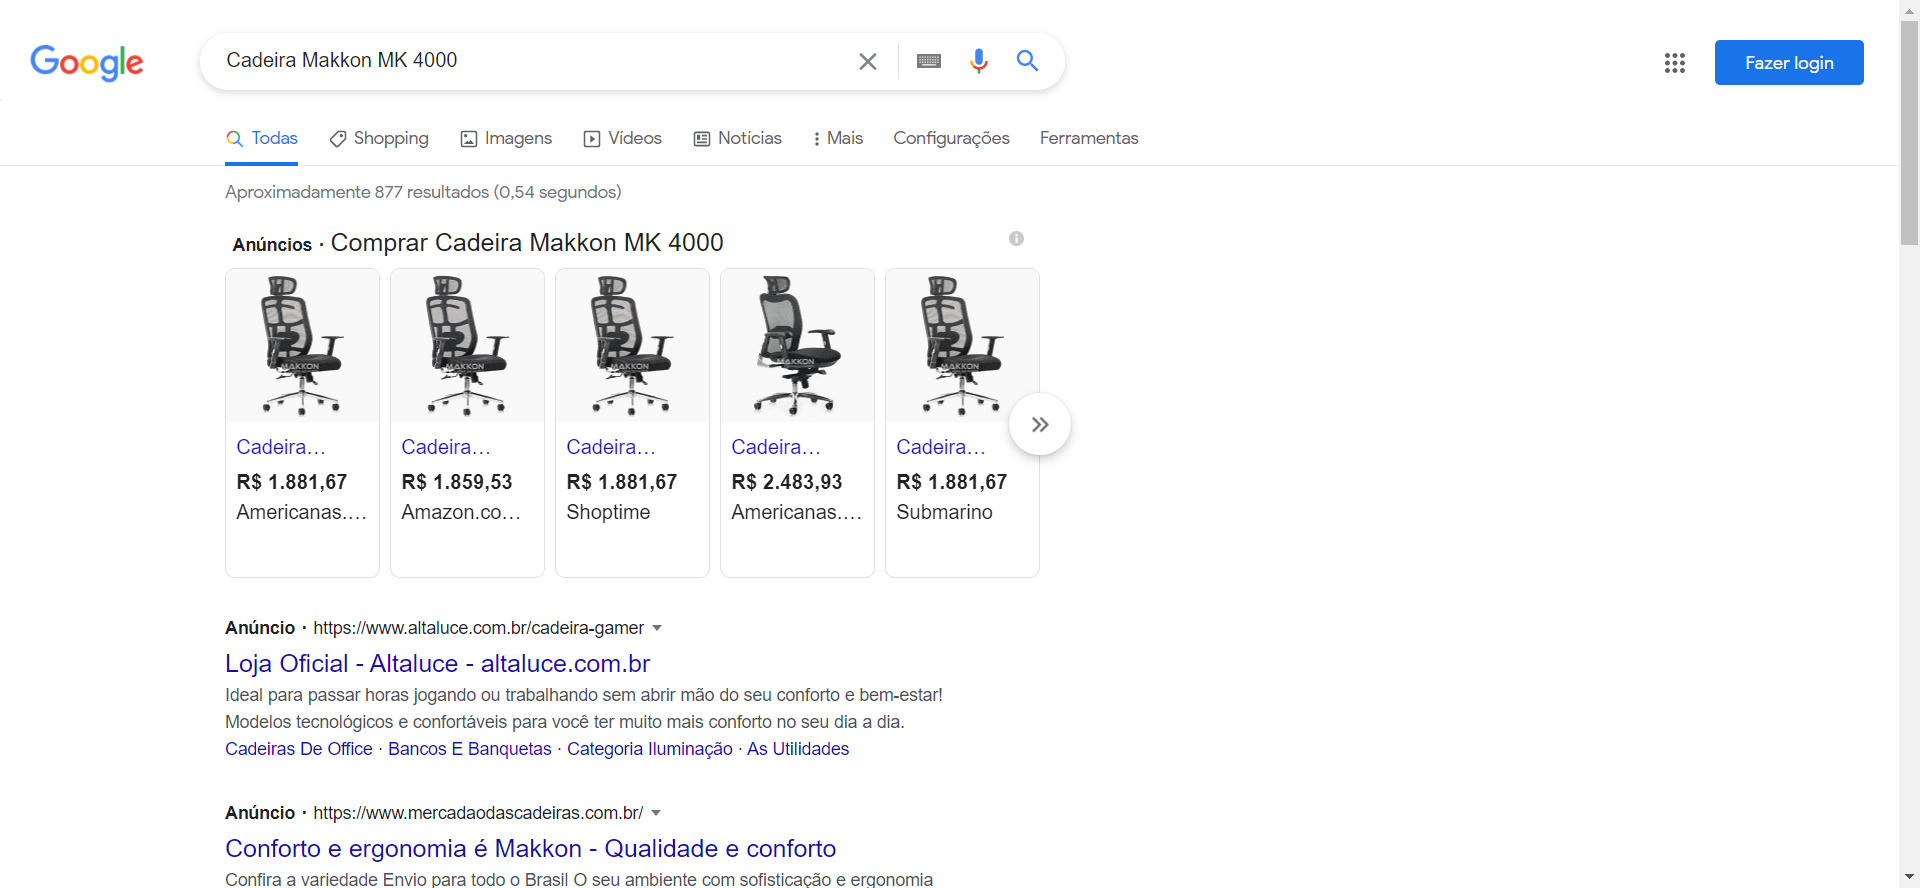 Google
Cadeira Makkon MK 4000
Fazer login
Todas
Shopping
Imagens
Vídeos
Notícias
Mais
Configurações
Ferramentas
Aproximadamente 877 resultados (0,54 segundos)
Anúncios · Comprar Cadeira Makkon MK 4000
MAKKON
MAKKON
MAKKON
MAKKON
MAKKON
Cadeira…
R$ 1.881,67
Americanas.…
Cadeira…
R$ 1.859,53
Amazon.co…
Cadeira…
R$ 1.881,67
Shoptime
Cadeira…
R$ 2.483,93
Americanas.…
Cadeira…
R$ 1.881,67
Submarino
Anúncio · https://www.altaluce.com.br/cadeira-gamer
Loja Oficial - Altaluce - altaluce.com.br
Ideal para passar horas jogando ou trabalhando sem abrir mão do seu conforto e bem-estar!
Modelos tecnológicos e confortáveis para você ter muito mais conforto no seu dia a dia.
Cadeiras De Office · Bancos E Banquetas · Categoria Iluminação · As Utilidades
Anúncio · https://www.mercadaodascadeiras.com.br/
Conforto e ergonomia é Makkon - Qualidade e conforto
Confira a variedade Envio para todo o Brasil O seu ambiente com sofisticação e ergonomia